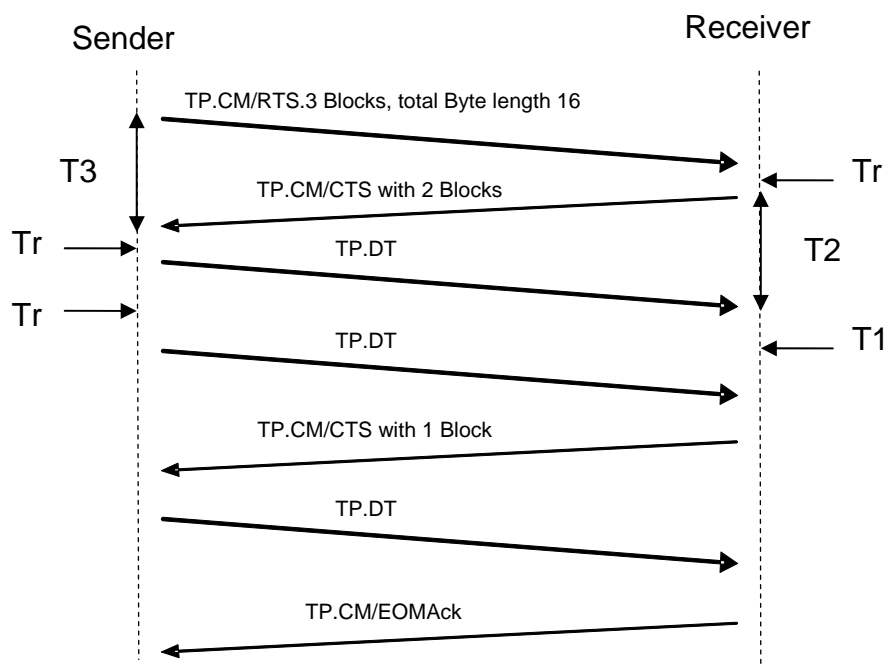 Sender
Receiver
TP.CM/RTS.3 Blocks, total Byte length 16
T3
Tr
TP.CM/CTS with 2 Blocks
Tr
TP.DT
T2
Tr
T1
TP.DT
TP.CM/CTS with 1 Block
TP.DT
TP.CM/EOMAck